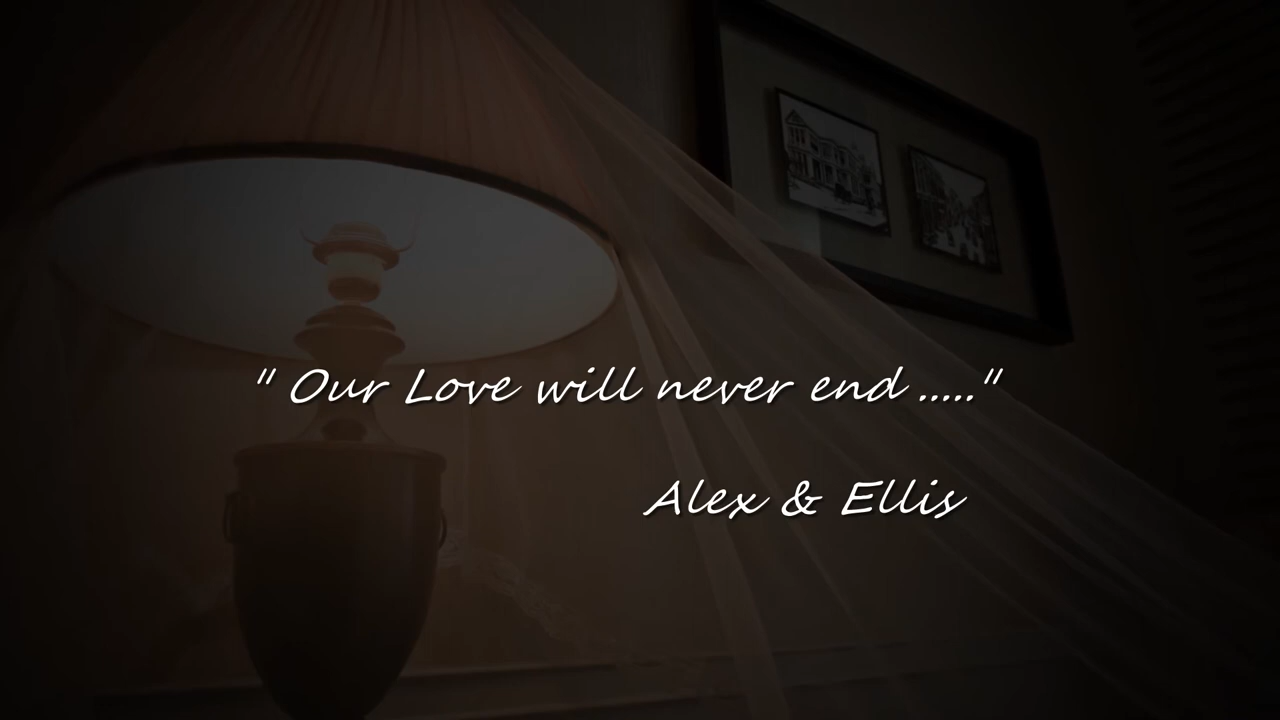 " Our Love will never end ....."
Alex & Ellis